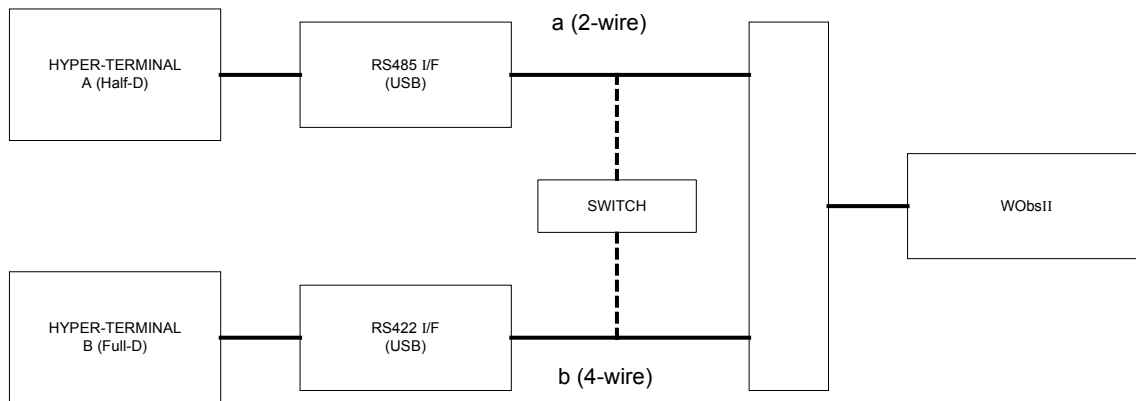 a (2-wire)
HYPER-TERMINAL
A (Half-D)
RS485 I/F
(USB)
SWITCH
WObsII
HYPER-TERMINAL
B (Full-D)
RS422 I/F
(USB)
b (4-wire)